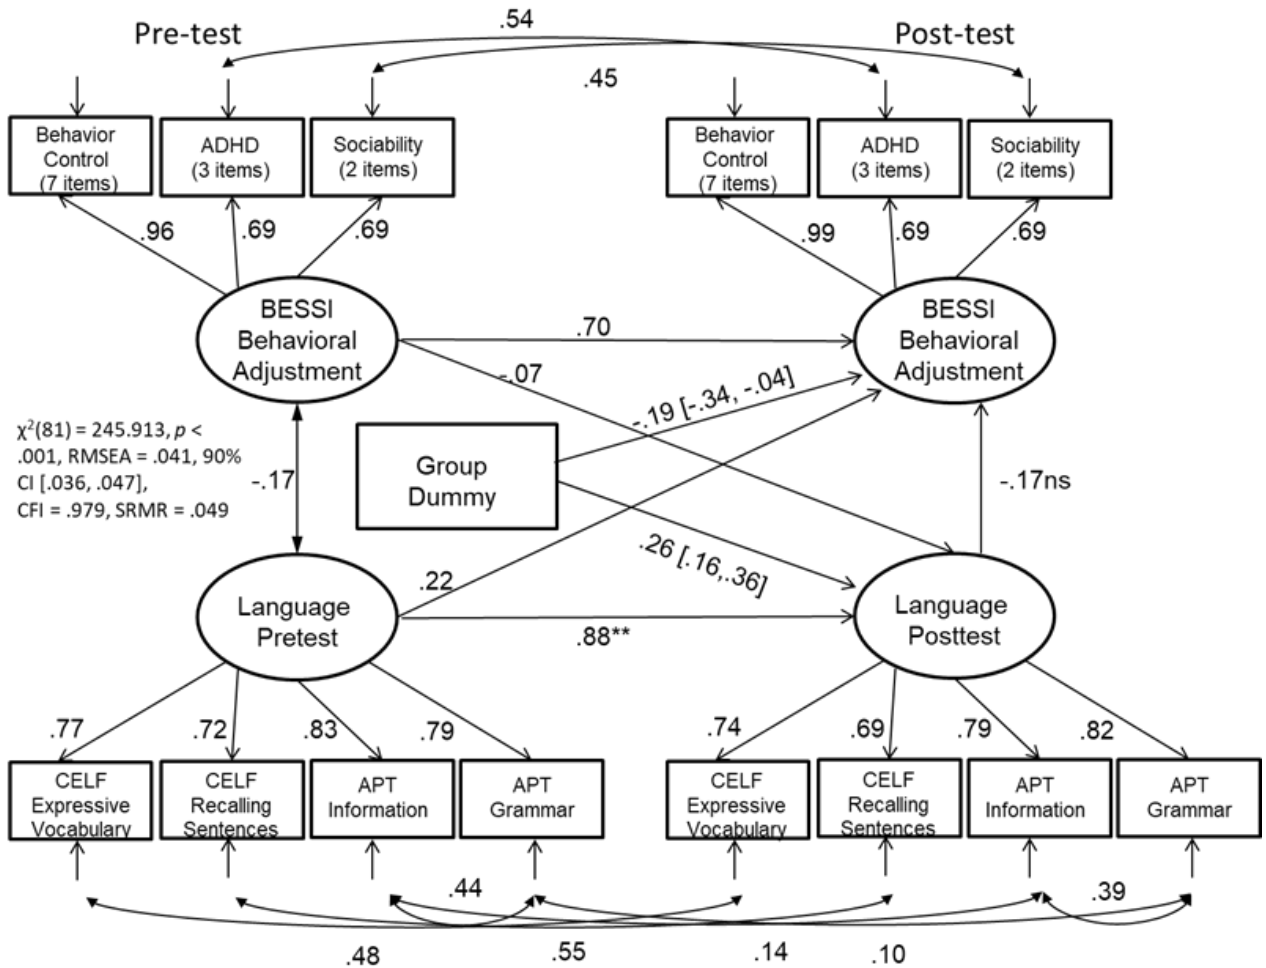 Pre-test
.54
Post-test
.45
Behavior
Control
(7 items)
ADHD
(3 items)
Sociability
(2 items)
Behavior
Control
(7 items)
ADHD
(3 items)
Sociability
(2 items)
.96
.69
.69
.99
.69
.69
BESSI
Behavioral
Adjustment
.70
BESSI
Behavioral
Adjustment
-.07
-.19 [-.34, -.04]
χ²(81) = 245.913, p <
.001, RMSEA = .041, 90%
CI [.036, .047],
CFI = .979, SRMR = .049
-.17
Group
Dummy
-.17ns
.26 [.16,.36]
.22
Language
Pretest
.88**
Language
Posttest
.77
.72
.83
.79
.74
.69
.79
.82
CELF
Expressive
Vocabulary
CELF
Recalling
Sentences
APT
Information
APT
Grammar
CELF
Expressive
Vocabulary
CELF
Recalling
Sentences
APT
Information
APT
Grammar
.44
.39
.48
.55
.14
.10